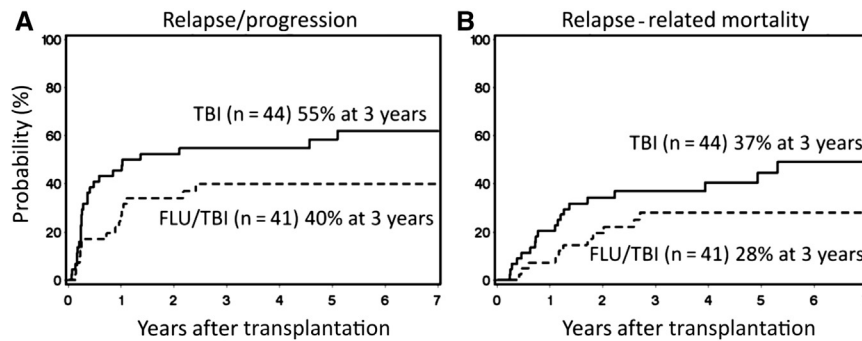 A
Relapse/progression
B
Relapse-related mortality
Probability (%)
100
80
60
40
20
0
TBI (n = 44) 55% at 3 years
FLU/TBI (n = 41) 40% at 3 years
0 1 2 3 4 5 6 7
Years after transplantation
100
80
60
40
20
0
TBI (n = 44) 37% at 3 years
FLU/TBI (n = 41) 28% at 3 years
0 1 2 3 4 5 6
Years after transplantation